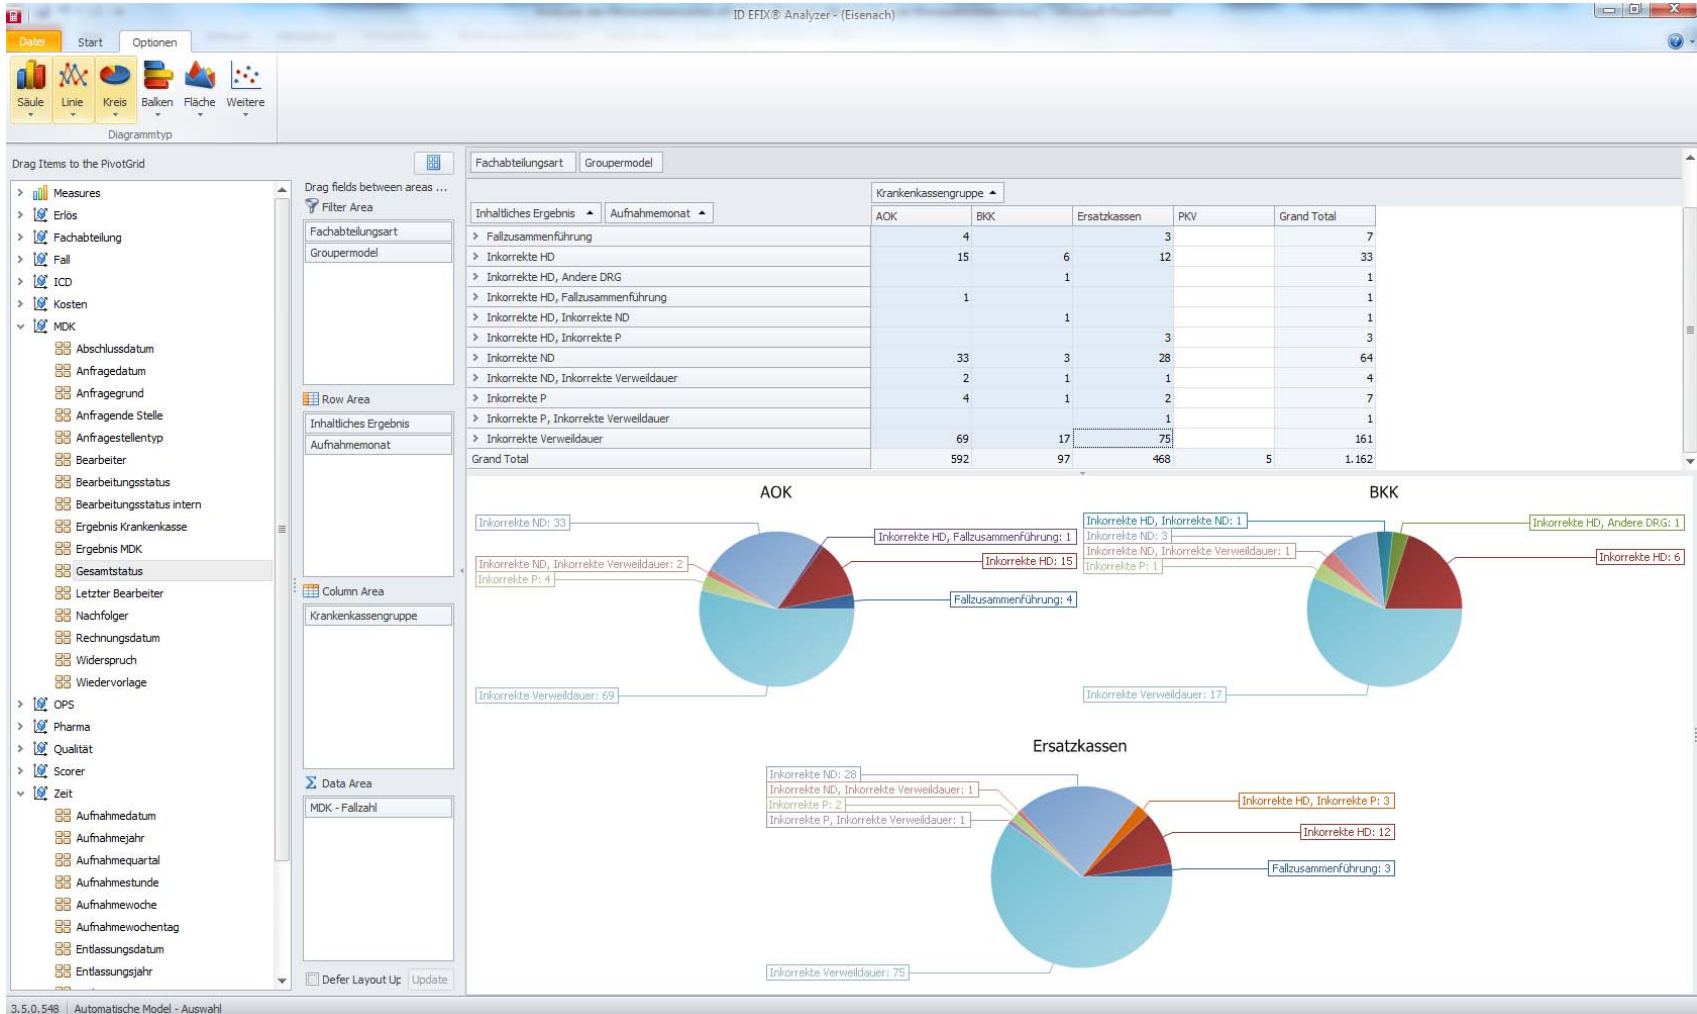 ID EFIX® Analyzer - (Eisenach)
Datei Start Optionen
Säule Linie Kreis Balken Fläche Weitere
Diagrammtyp
Drag Items to the PivotGrid
Measures
Erlös
Fachabteilung
Fall
ICD
Kosten
MDK
Abschlussdatum
Anfragedatum
Anfragegrund
Anfragende Stelle
Anfragestellentyp
Bearbeiter
Bearbeitungsstatus
Bearbeitungsstatus intern
Ergebnis Krankenkasse
Ergebnis MDK
Gesamtstatus
Letzter Bearbeiter
Nachfolger
Rechnungsdatum
Widerspruch
Wiedervorlage
OPS
Pharma
Qualität
Scorer
Zeit
Aufnahmedatum
Aufnahmejahr
Aufnahmequartal
Aufnahmestunde
Aufnahmewoche
Aufnahmewochentag
Entlassungsdatum
Entlassungsjahr
Drag fields between areas ...
Filter Area
Fachabteilungsart
Groupermodel
Row Area
Inhaltliches Ergebnis
Aufnahmemonat
Column Area
Krankenkassengruppe
Data Area
MDK - Fallzahl
Defer Layout Up Update
Fachabteilungsart Groupermodel
Krankenkassengruppe
Inhaltliches Ergebnis Aufnahmemonat AOK BKK Ersatzkassen PKV Grand Total
Fallzusammenführung 4 3 7
Inkorrekte HD 15 6 12 33
Inkorrekte HD, Andere DRG 1 1
Inkorrekte HD, Fallzusammenführung 1 1
Inkorrekte HD, Inkorrekte ND 1 1
Inkorrekte HD, Inkorrekte P 3 3
Inkorrekte ND 33 3 28 64
Inkorrekte ND, Inkorrekte Verweildauer 2 1 1 4
Inkorrekte P 4 1 2 7
Inkorrekte P, Inkorrekte Verweildauer 1 1
Inkorrekte Verweildauer 69 17 75 161
Grand Total 592 97 468 5 1.162
AOK
Inkorrekte ND: 33
Inkorrekte HD, Fallzusammenführung: 1
Inkorrekte ND, Inkorrekte Verweildauer: 2
Inkorrekte HD: 15
Inkorrekte P: 4
Fallzusammenführung: 4
Inkorrekte Verweildauer: 69
BKK
Inkorrekte HD, Inkorrekte ND: 1
Inkorrekte HD, Andere DRG: 1
Inkorrekte ND: 3
Inkorrekte ND, Inkorrekte Verweildauer: 1
Inkorrekte HD: 6
Inkorrekte P: 1
Inkorrekte Verweildauer: 17
Ersatzkassen
Inkorrekte ND: 28
Inkorrekte ND, Inkorrekte Verweildauer: 1
Inkorrekte HD, Inkorrekte P: 3
Inkorrekte P: 2
Inkorrekte P, Inkorrekte Verweildauer: 1
Inkorrekte HD: 12
Fallzusammenführung: 3
Inkorrekte Verweildauer: 75
3.5.0.548 Automatische Model - Auswahl